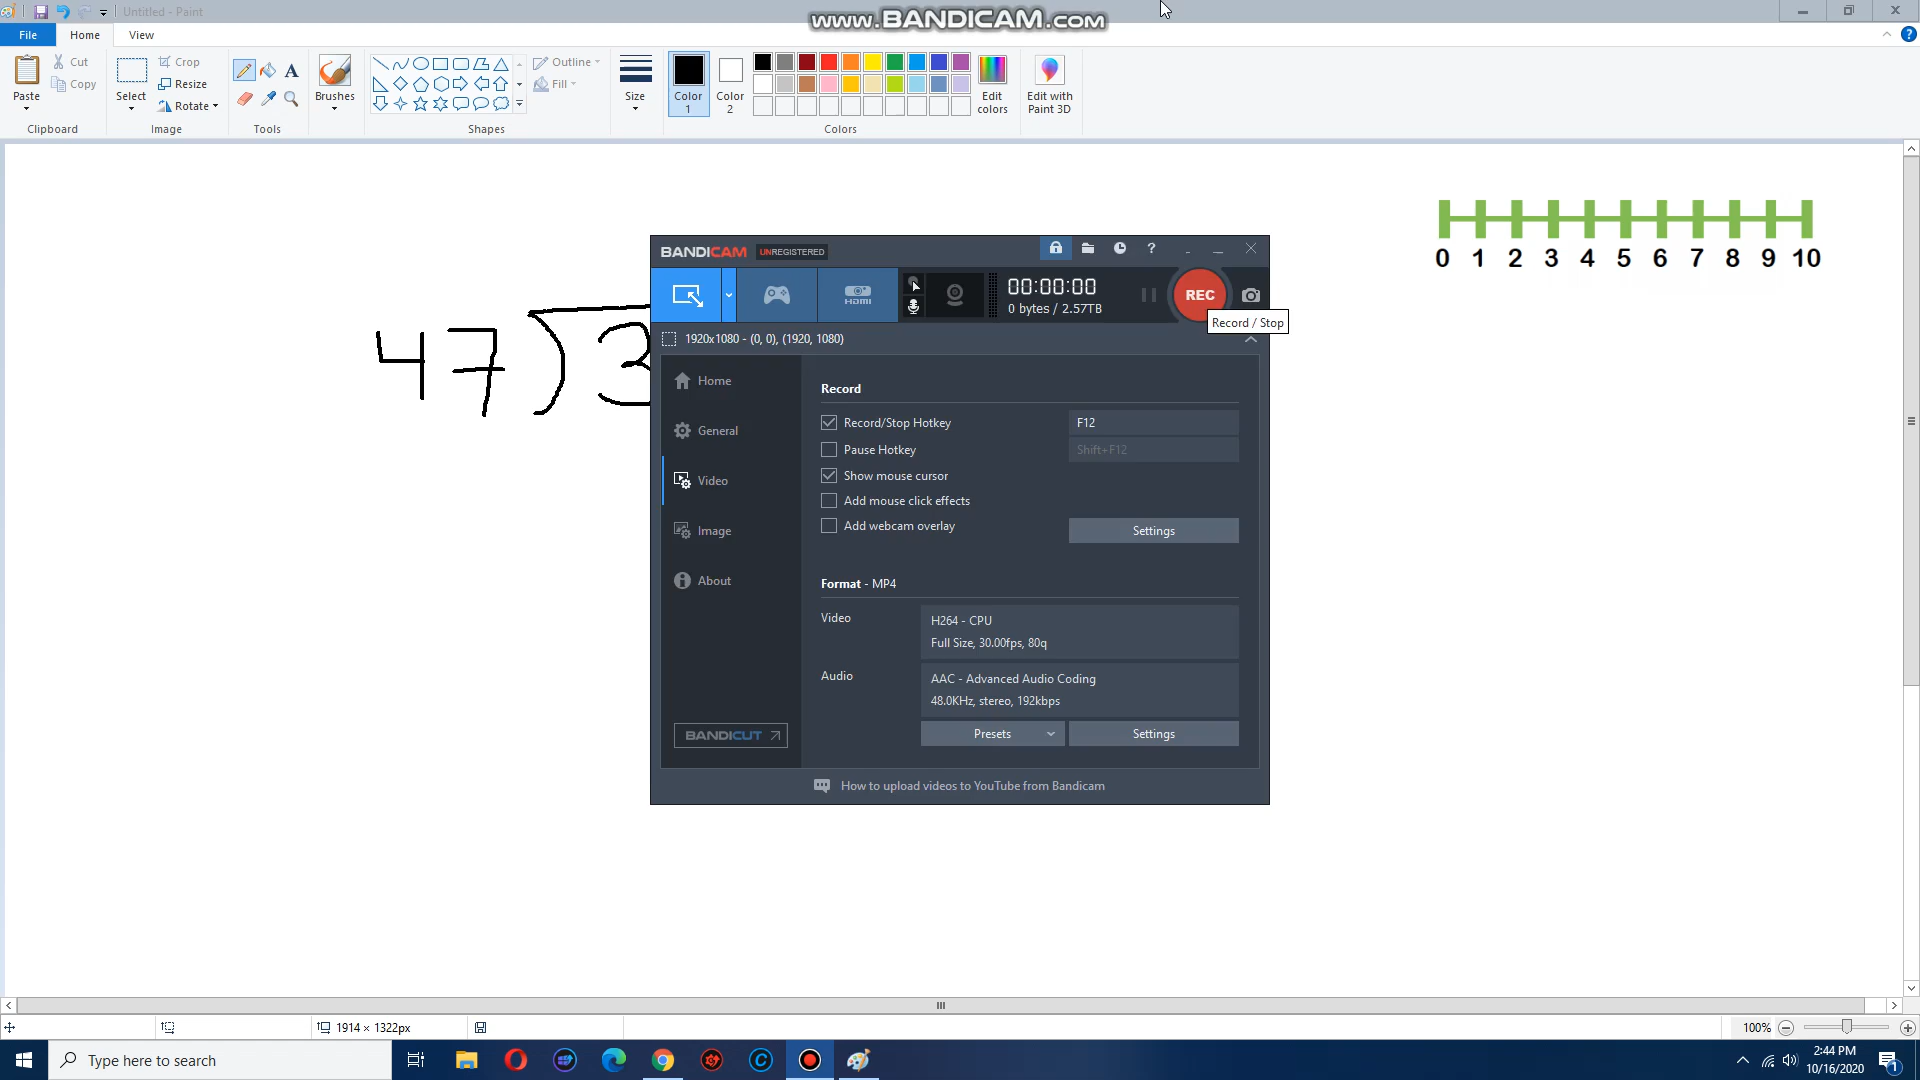 Untitled - Paint
www.BANDICAM.com
File
Home
View
Paste
Cut
Copy
Clipboard
Select
Crop
Resize
Rotate
Image
A
Tools
Brushes
Outline
Fill
Shapes
Size
Color 1
Color 2
Edit colors
Edit with Paint 3D
Colors
0 1 2 3 4 5 6 7 8 9 10
47)3
BANDICAM UNREGISTERED
?
HDMI
00:00:00
0 bytes / 2.57TB
REC
Record / Stop
1920x1080 - (0, 0), (1920, 1080)
Home
General
Video
Image
About
BANDICUT
Record
Record/Stop Hotkey
F12
Pause Hotkey
Shift+F12
Show mouse cursor
Add mouse click effects
Add webcam overlay
Settings
Format - MP4
Video
H264 - CPU
Full Size, 30.00fps, 80q
Audio
AAC - Advanced Audio Coding
48.0KHz, stereo, 192kbps
Presets
Settings
How to upload videos to YouTube from Bandicam
1914 × 1322px
100%
Type here to search
2:44 PM
10/16/2020
1